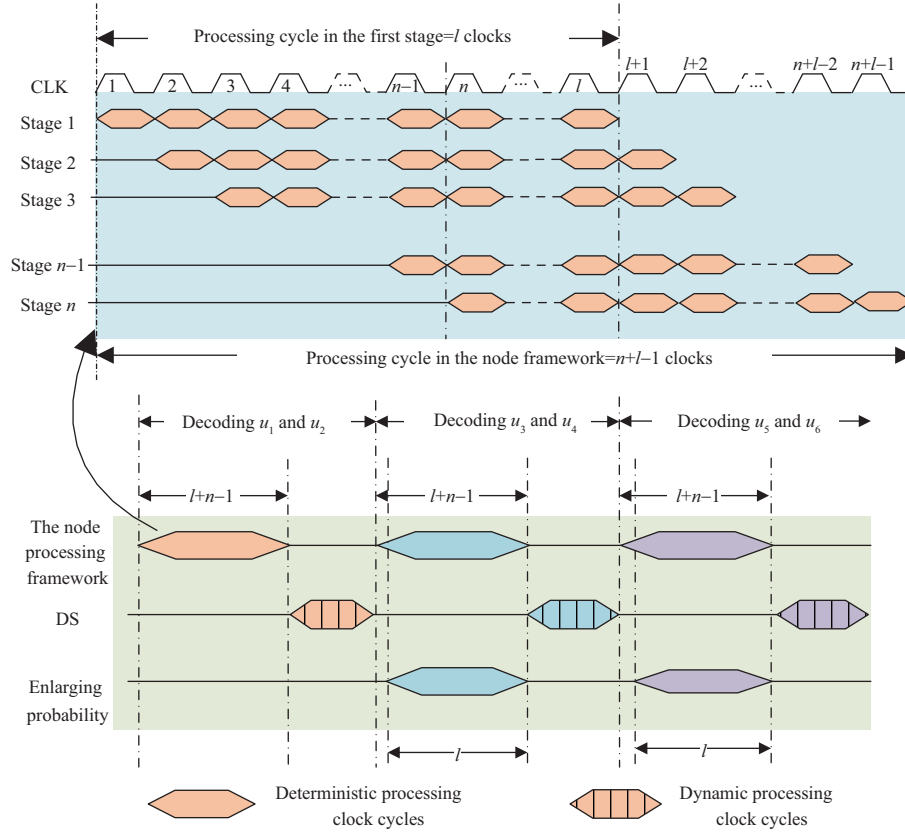 Processing cycle in the first stage=l clocks
CLK 1 2 3 4 ... n−1 n ... l l+1 l+2 ... n+l−2 n+l−1
Stage 1
Stage 2
Stage 3
Stage n−1
Stage n
Processing cycle in the node framework=n+l−1 clocks
Decoding u₁ and u₂ Decoding u₃ and u₄ Decoding u₅ and u₆
l+n−1 l+n−1 l+n−1
The node
processing
framework
DS
Enlarging
probability
l l
Deterministic processing
clock cycles
Dynamic processing
clock cycles